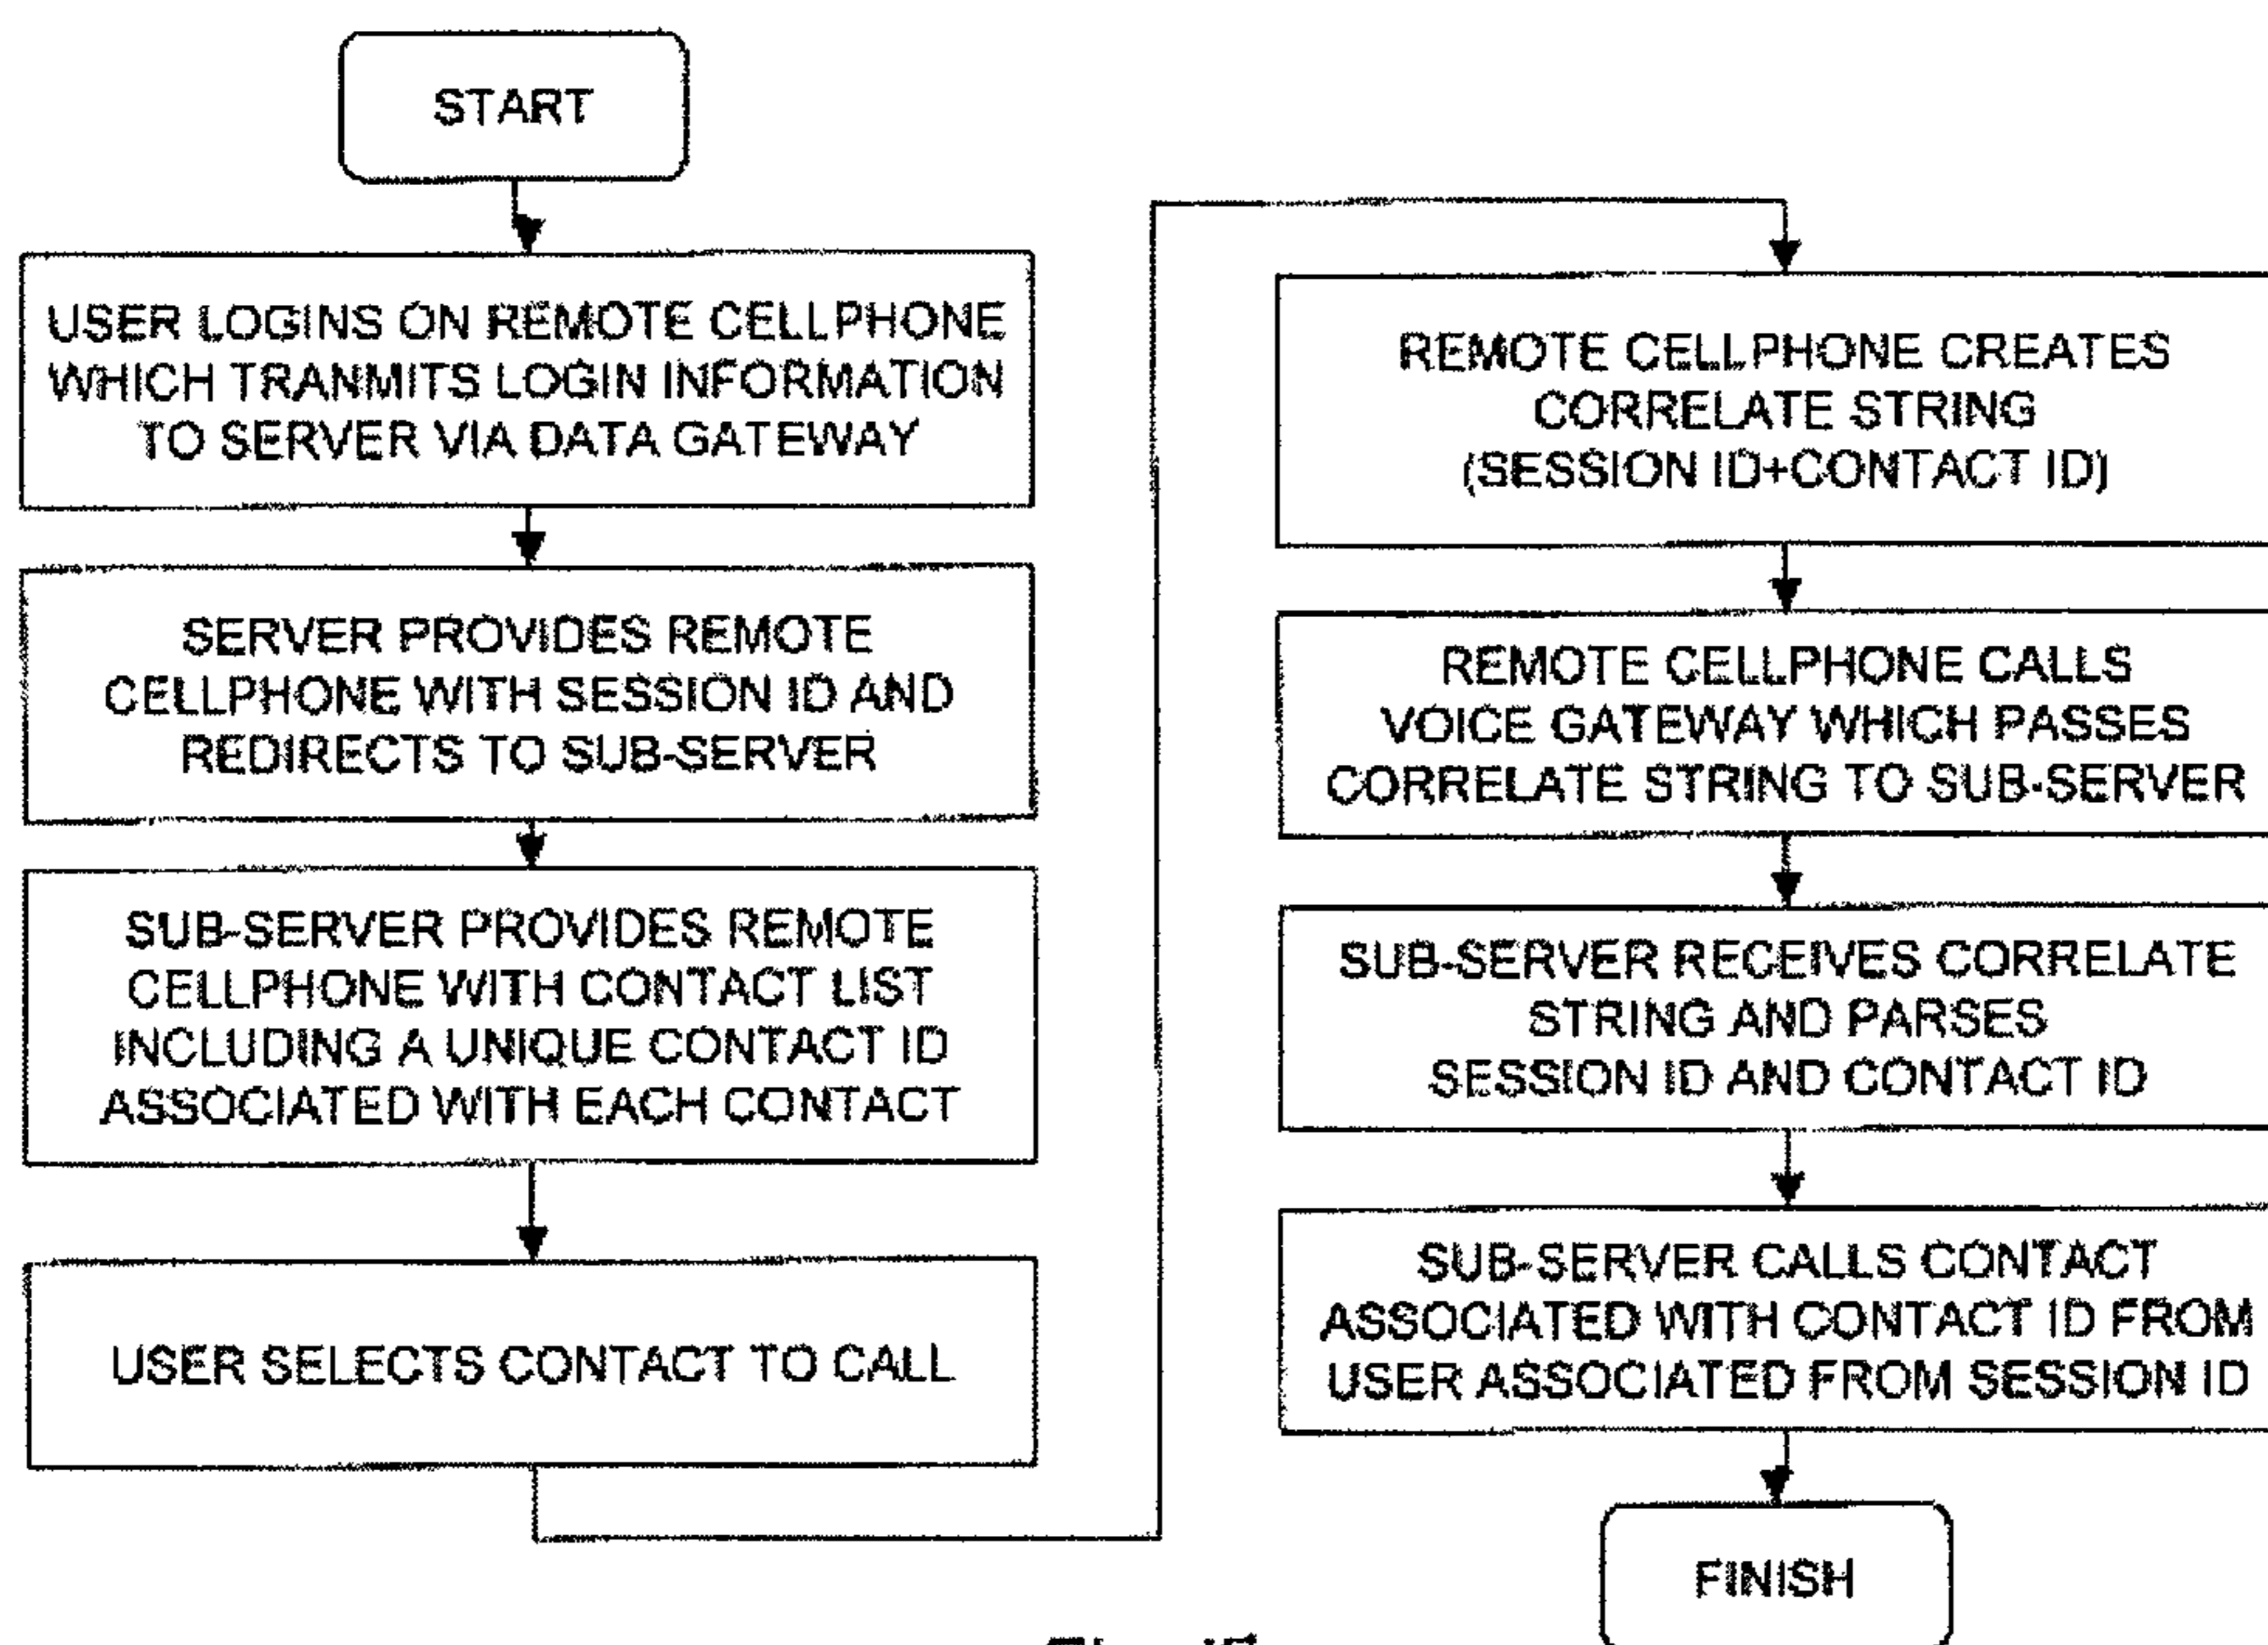 START
USER LOGINS ON REMOTE CELLPHONE
WHICH TRANMITS LOGIN INFORMATION
TO SERVER VIA DATA GATEWAY
SERVER PROVIDES REMOTE
CELLPHONE WITH SESSION ID AND
REDIRECTS TO SUB-SERVER
SUB-SERVER PROVIDES REMOTE
CELLPHONE WITH CONTACT LIST
INCLUDING A UNIQUE CONTACT ID
ASSOCIATED WITH EACH CONTACT
USER SELECTS CONTACT TO CALL
REMOTE CELLPHONE CREATES
CORRELATE STRING
(SESSION ID+CONTACT ID)
REMOTE CELLPHONE CALLS
VOICE GATEWAY WHICH PASSES
CORRELATE STRING TO SUB-SERVER
SUB-SERVER RECEIVES CORRELATE
STRING AND PARSES
SESSION ID AND CONTACT ID
SUB-SERVER CALLS CONTACT
ASSOCIATED WITH CONTACT ID FROM
USER ASSOCIATED FROM SESSION ID
FINISH